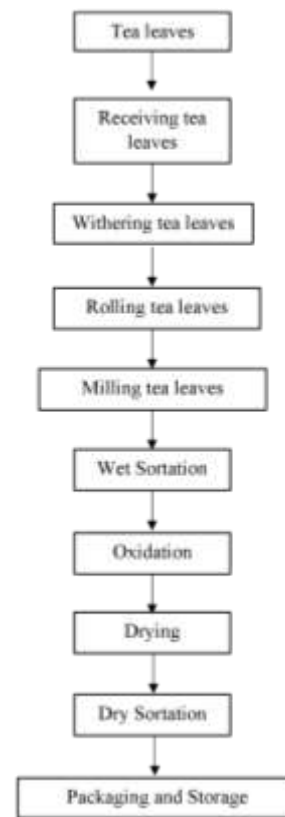 Tea leaves
Receiving tea
leaves
Withering tea leaves
Rolling tea leaves
Milling tea leaves
Wet Sortation
Oxidation
Drying
Dry Sortation
Packaging and Storage